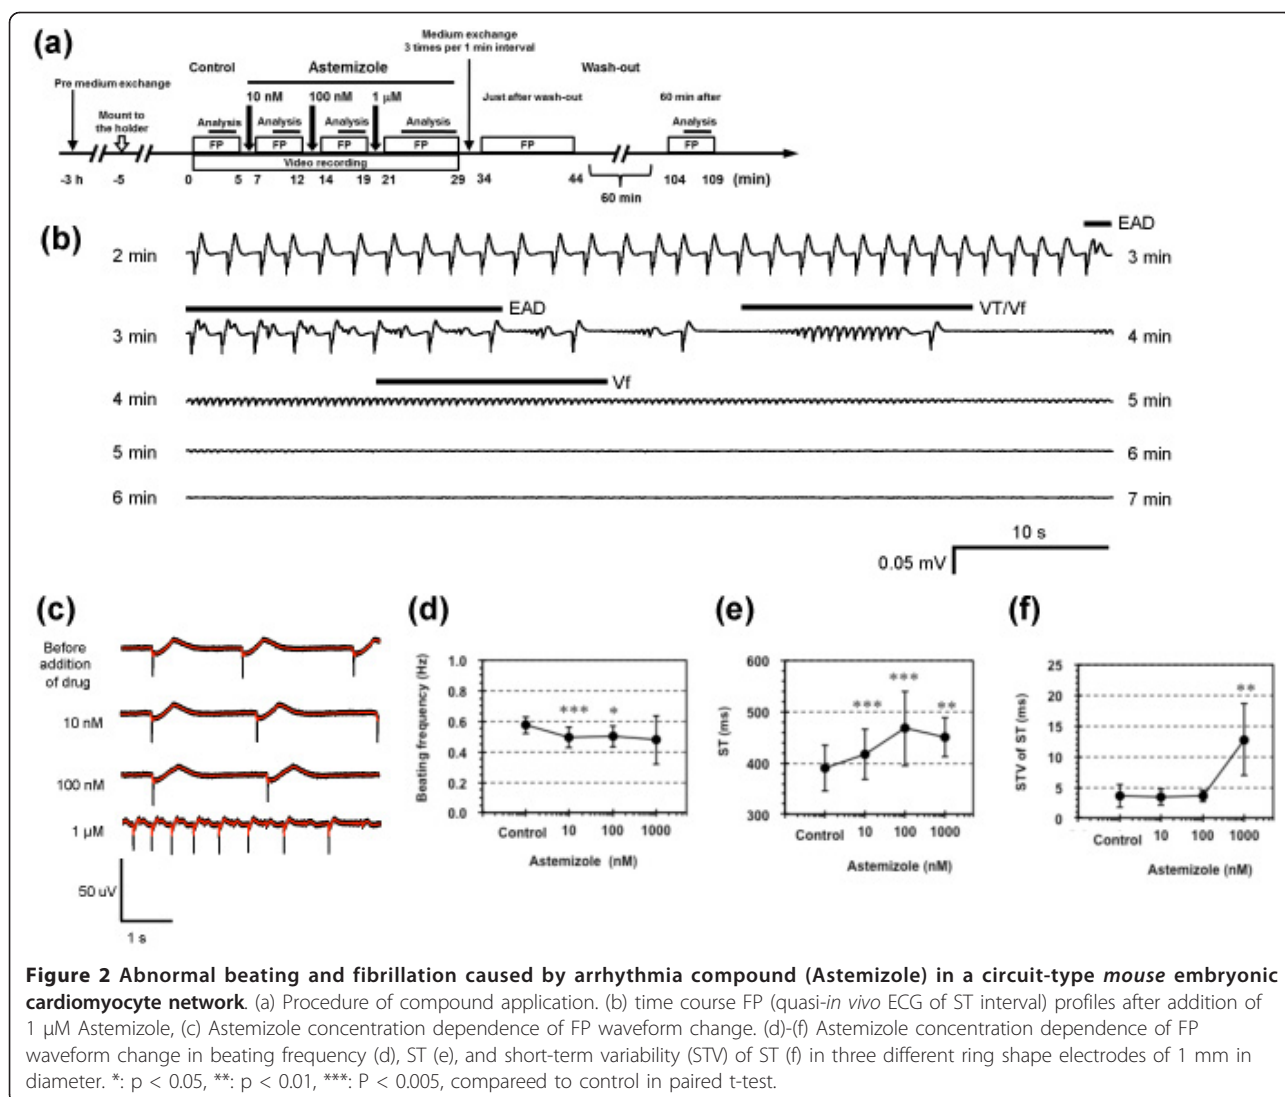 (a)
Medium exchange
3 times per 1 min interval
Control
Astemizole
Wash-out
Pre medium exchange
10 nM
100 nM
1 µM
Just after wash-out
60 min after
Mount to
the holder
Analysis
Analysis
Analysis
Analysis
Analysis
FP
FP
FP
FP
FP
FP
Video recording
-3 h
-5
0
5
7
12
14
19
21
29
34
44
104
109
(min)
60 min
(b)
EAD
2 min
3 min
EAD
VT/Vf
3 min
4 min
Vf
4 min
5 min
5 min
6 min
6 min
7 min
10 s
0.05 mV
(c)
Before
addition
of drug
10 nM
100 nM
1 µM
50 uV
1 s
(d)
Beating frequency (Hz)
1.0
0.8
0.6
0.4
0.2
0.0
***
*
Control
10
100
1000
Astemizole (nM)
(e)
ST (ms)
600
500
400
300
***
***
**
Control
10
100
1000
Astemizole (nM)
(f)
STV of ST (ms)
25
20
15
10
5
0
**
Control
10
100
1000
Astemizole (nM)
Figure 2 Abnormal beating and fibrillation caused by arrhythmia compound (Astemizole) in a circuit-type mouse embryonic
cardiomyocyte network. (a) Procedure of compound application. (b) time course FP (quasi-in vivo ECG of ST interval) profiles after addition of
1 µM Astemizole, (c) Astemizole concentration dependence of FP waveform change. (d)-(f) Astemizole concentration dependence of FP
waveform change in beating frequency (d), ST (e), and short-term variability (STV) of ST (f) in three different ring shape electrodes of 1 mm in
diameter. *: p < 0.05, **: p < 0.01, ***: P < 0.005, compareed to control in paired t-test.